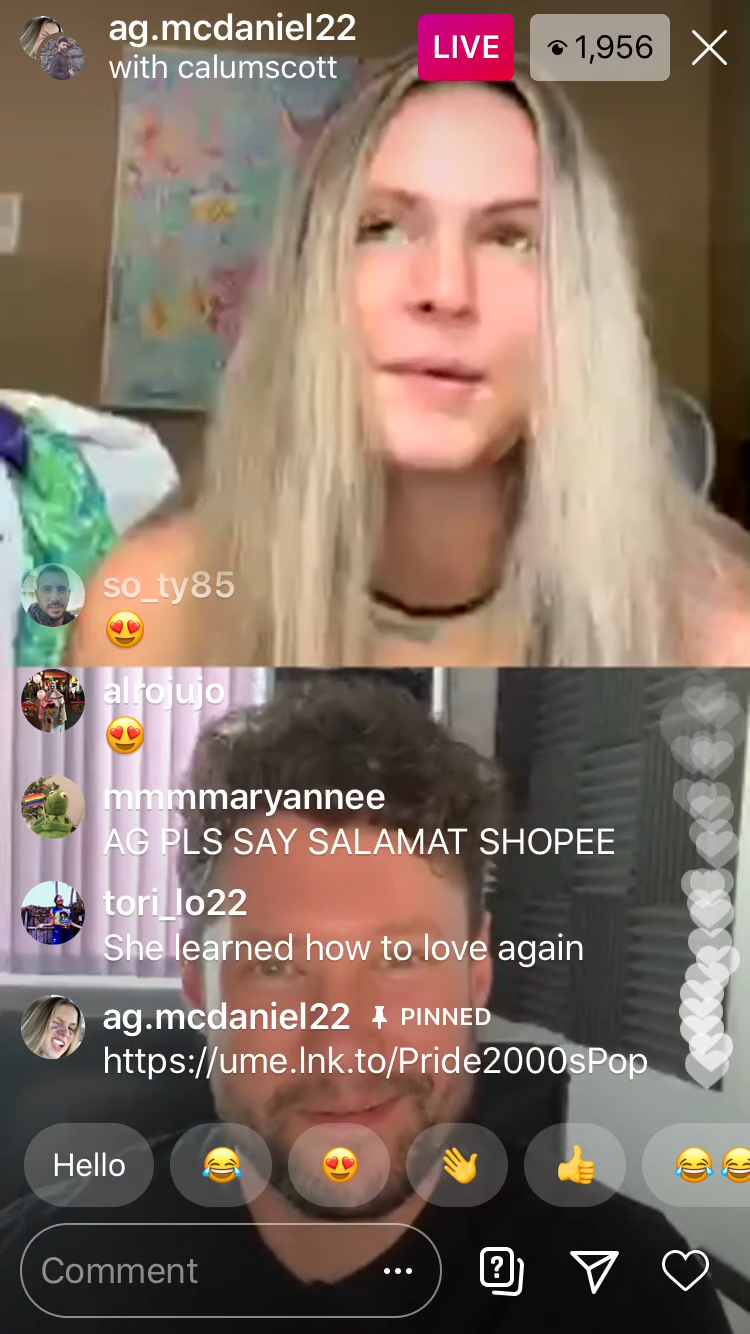 ag.mcdaniel22
with calumscott
LIVE
1,956
so_ty85
😍
alrojujo
😍
mmmmaryannee
AG PLS SAY SALAMAT SHOPEE
tori_lo22
She learned how to love again
ag.mcdaniel22 PINNED
https://ume.lnk.to/Pride2000sPop
Hello 😂 😍 👋 👍 😂😂
Comment ...